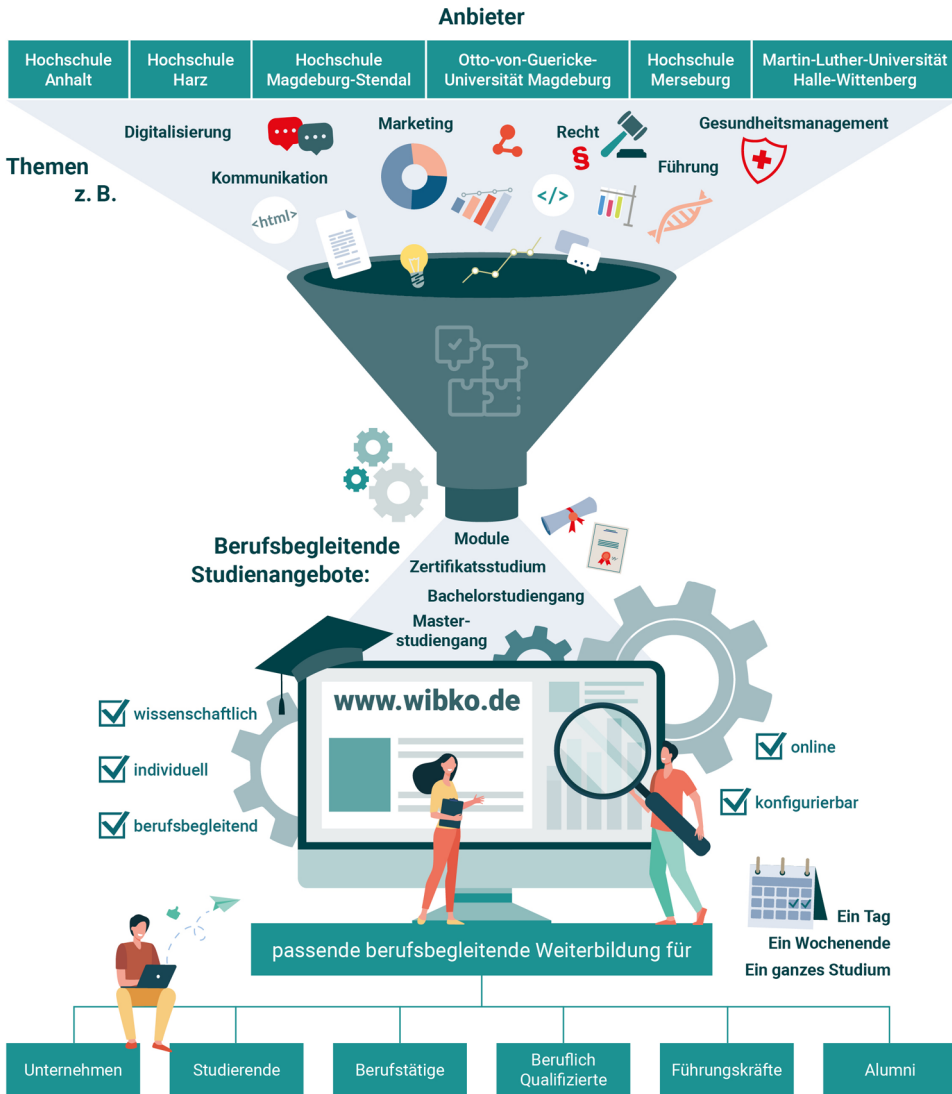 Anbieter
Hochschule
Anhalt
Hochschule
Harz
Hochschule
Magdeburg-Stendal
Otto-von-Guericke-
Universität Magdeburg
Hochschule
Merseburg
Martin-Luther-Universität
Halle-Wittenberg
Themen
z. B.
Digitalisierung
Marketing
Recht
§
Gesundheitsmanagement
Kommunikation
Führung
<html>
</>
Berufsbegleitende
Studienangebote:
Module
Zertifikatsstudium
Bachelorstudiengang
Master-
studiengang
www.wibko.de
wissenschaftlich
individuell
berufsbegleitend
online
konfigurierbar
Ein Tag
Ein Wochenende
Ein ganzes Studium
passende berufsbegleitende Weiterbildung für
Unternehmen
Studierende
Berufstätige
Beruflich
Qualifizierte
Führungskräfte
Alumni